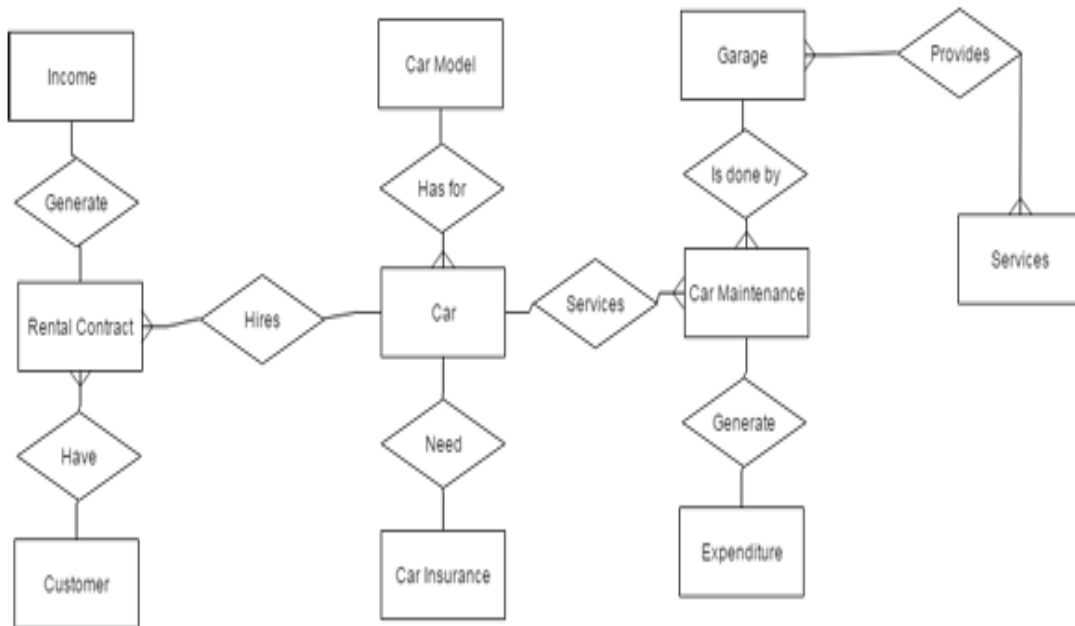 Income
Car Model
Garage
Provides
Generate
Has for
Is done by
Services
Rental Contract
Hires
Car
Services
Car Maintenance
Have
Need
Generate
Customer
Car Insurance
Expenditure